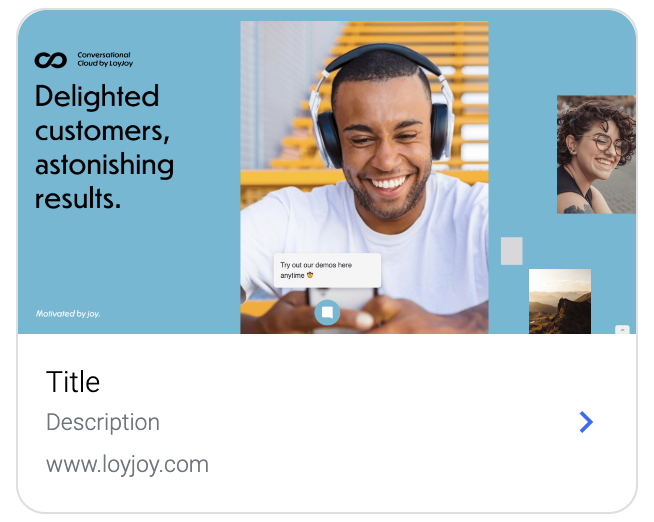 Conversational
Cloud by LoyJoy
Delighted
customers,
astonishing
results.
Try out our demos here
anytime 🤠
Motivated by joy.
Title
Description
www.loyjoy.com